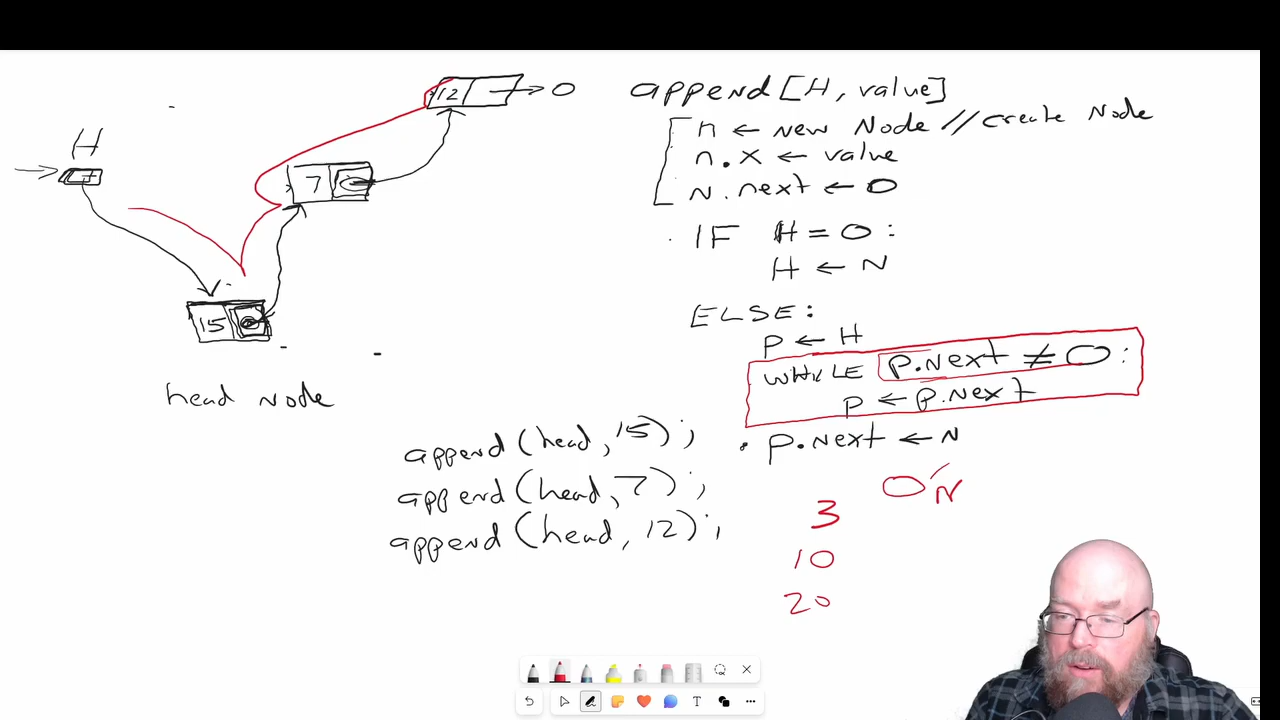 H
15
7
12 → 0
head node
append(head, 15);
append(head, 7);
append(head, 12);
append[H, value]
n ← new Node //create Node
n.x ← value
N.next ← 0
IF H = 0:
H ← N
ELSE:
P ← H
WHILE P.Next ≠ 0:
P ← P.Next
P.Next ← N
O N
3
10
20
T